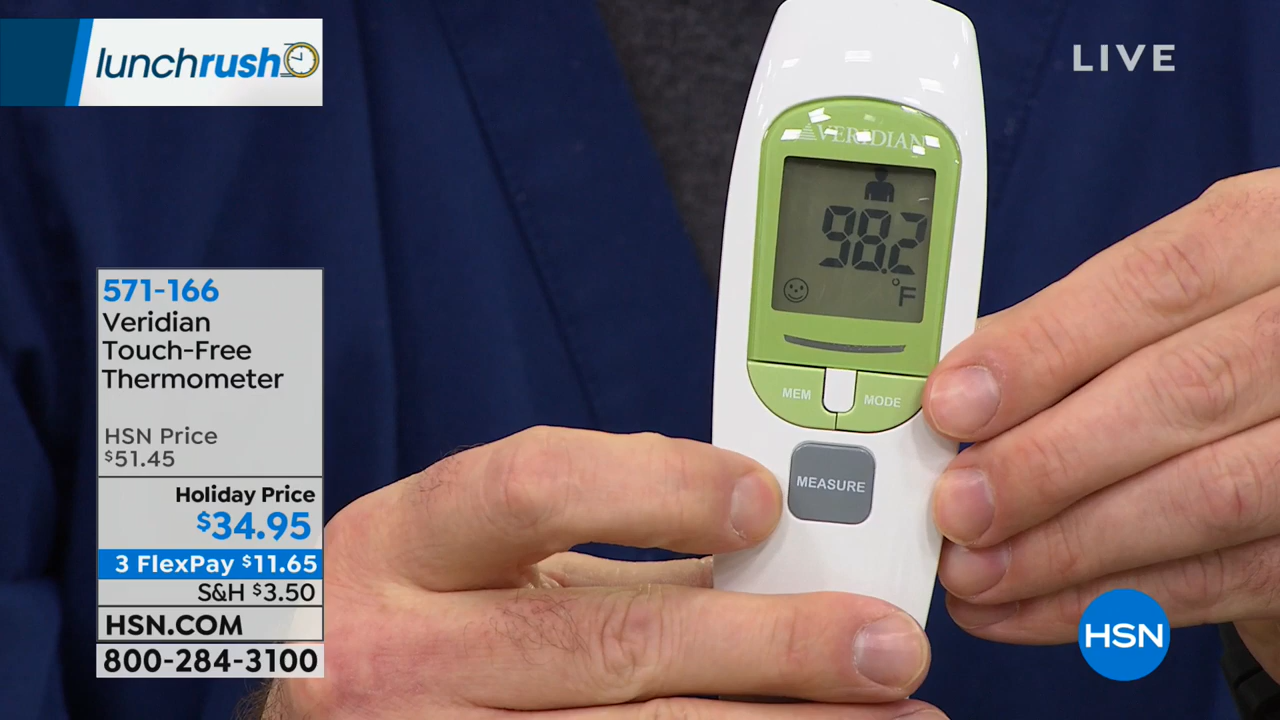 lunchrush
LIVE
VERIDIAN
98.2
°F
MEM
MODE
MEASURE
571-166
Veridian
Touch-Free
Thermometer
HSN Price
$51.45
Holiday Price
$34.95
3 FlexPay $11.65
S&H $3.50
HSN.COM
800-284-3100
HSN